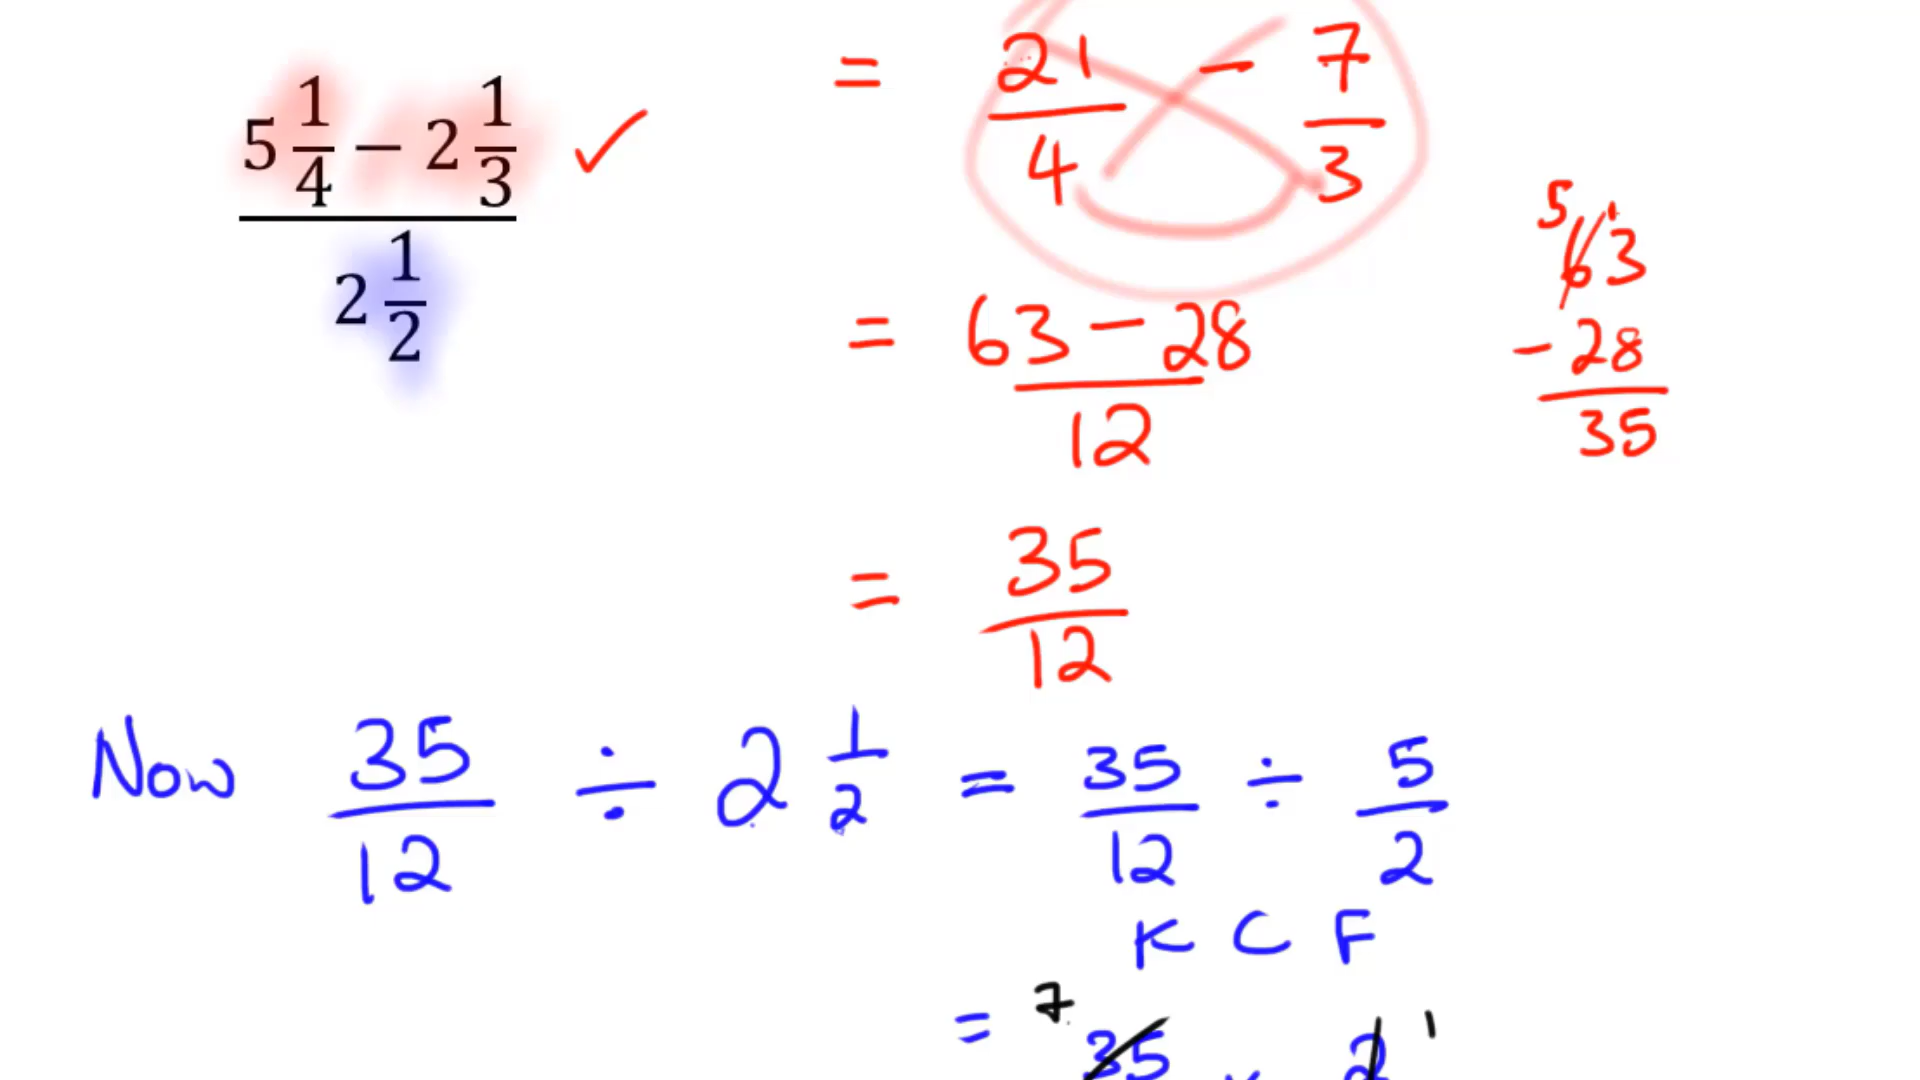 5 1/4 − 2 1/3 ✓
2 1/2
= 21/4 − 7/3
= 63 − 28
12
5 1
63
− 28
35
= 35/12
Now 35/12 ÷ 2 1/2 = 35/12 ÷ 5/2
K C F
= 7 35 × 2 1